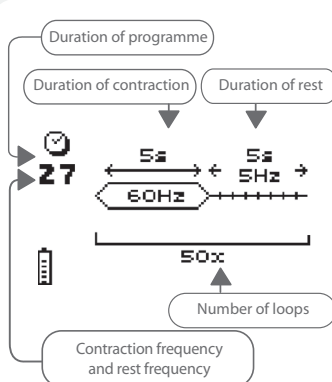 Duration of programme
Duration of contraction
Duration of rest
5s
5s
27
5Hz
60Hz
50x
Number of loops
Contraction frequency
and rest frequency